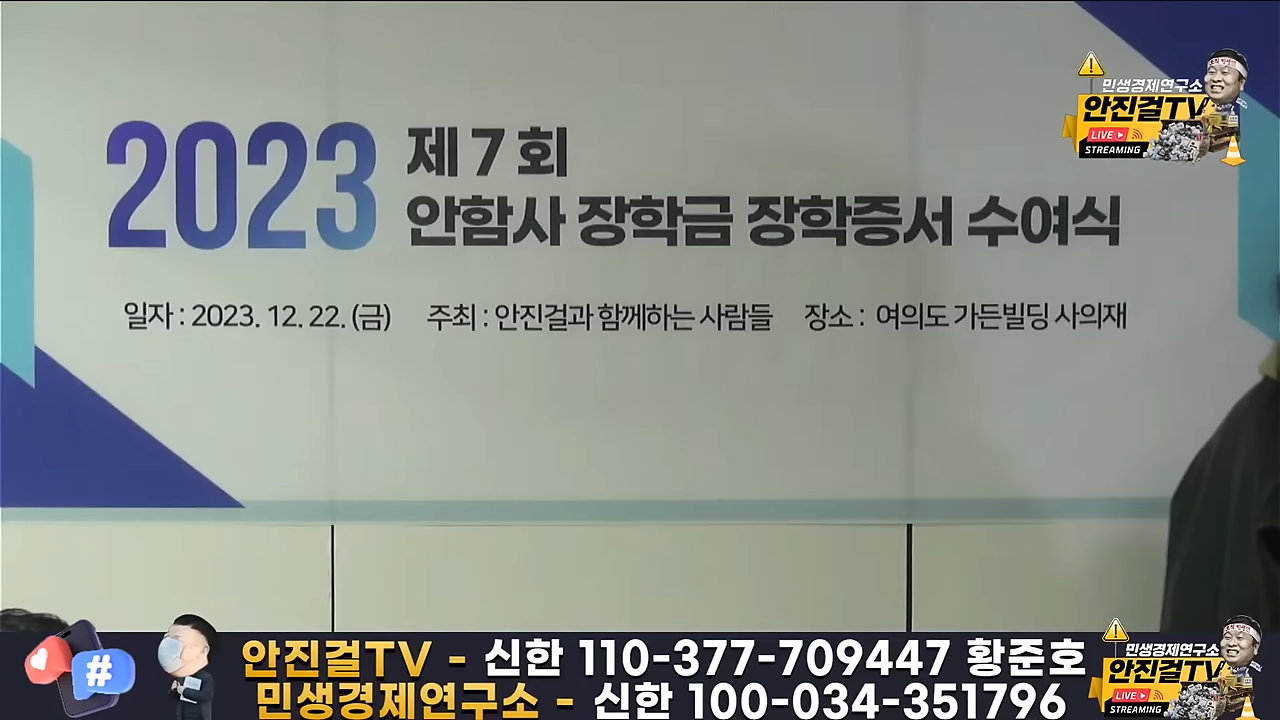 2023 제 7 회
안함사 장학금 장학증서 수여식
일자 : 2023. 12. 22. (금) 주최 : 안진걸과 함께하는 사람들 장소 : 여의도 가든빌딩 사의재
민생경제연구소
안진걸TV
LIVE
STREAMING
#
안진걸TV - 신한 110-377-709447 황준호
민생경제연구소 - 신한 100-034-351796
민생경제연구소
안진걸TV
LIVE
STREAMING